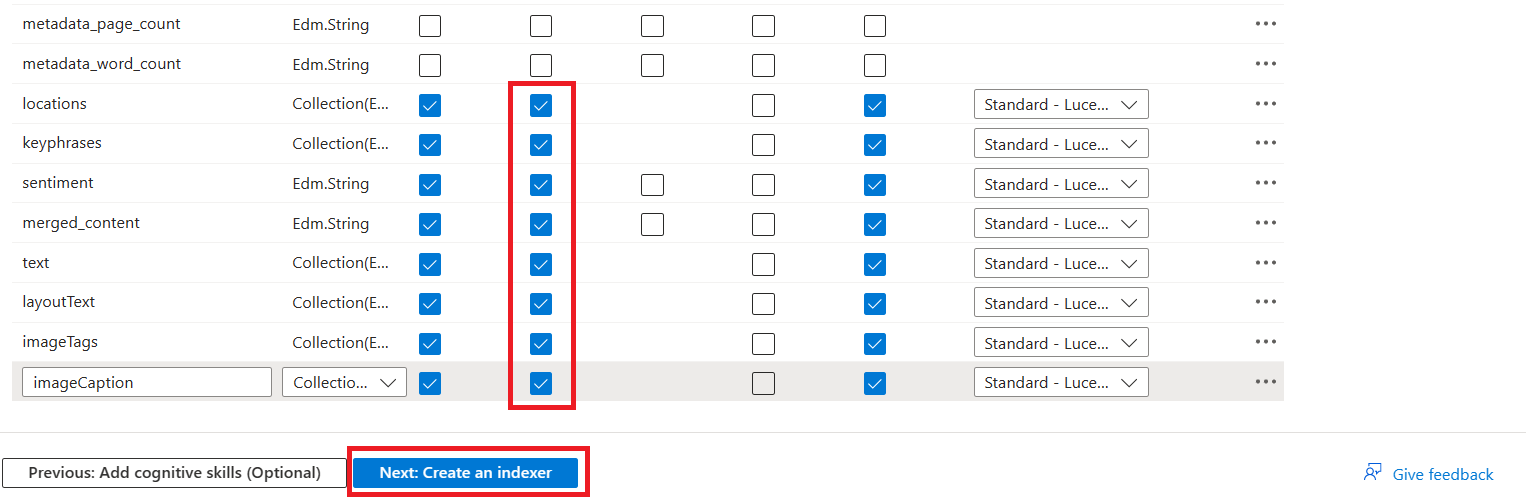 metadata_page_count Edm.String
metadata_word_count Edm.String
locations Collection(E... Standard - Luce...
keyphrases Collection(E... Standard - Luce...
sentiment Edm.String Standard - Luce...
merged_content Edm.String Standard - Luce...
text Collection(E... Standard - Luce...
layoutText Collection(E... Standard - Luce...
imageTags Collection(E... Standard - Luce...
imageCaption Collectio... Standard - Luce...
Previous: Add cognitive skills (Optional) Next: Create an indexer Give feedback